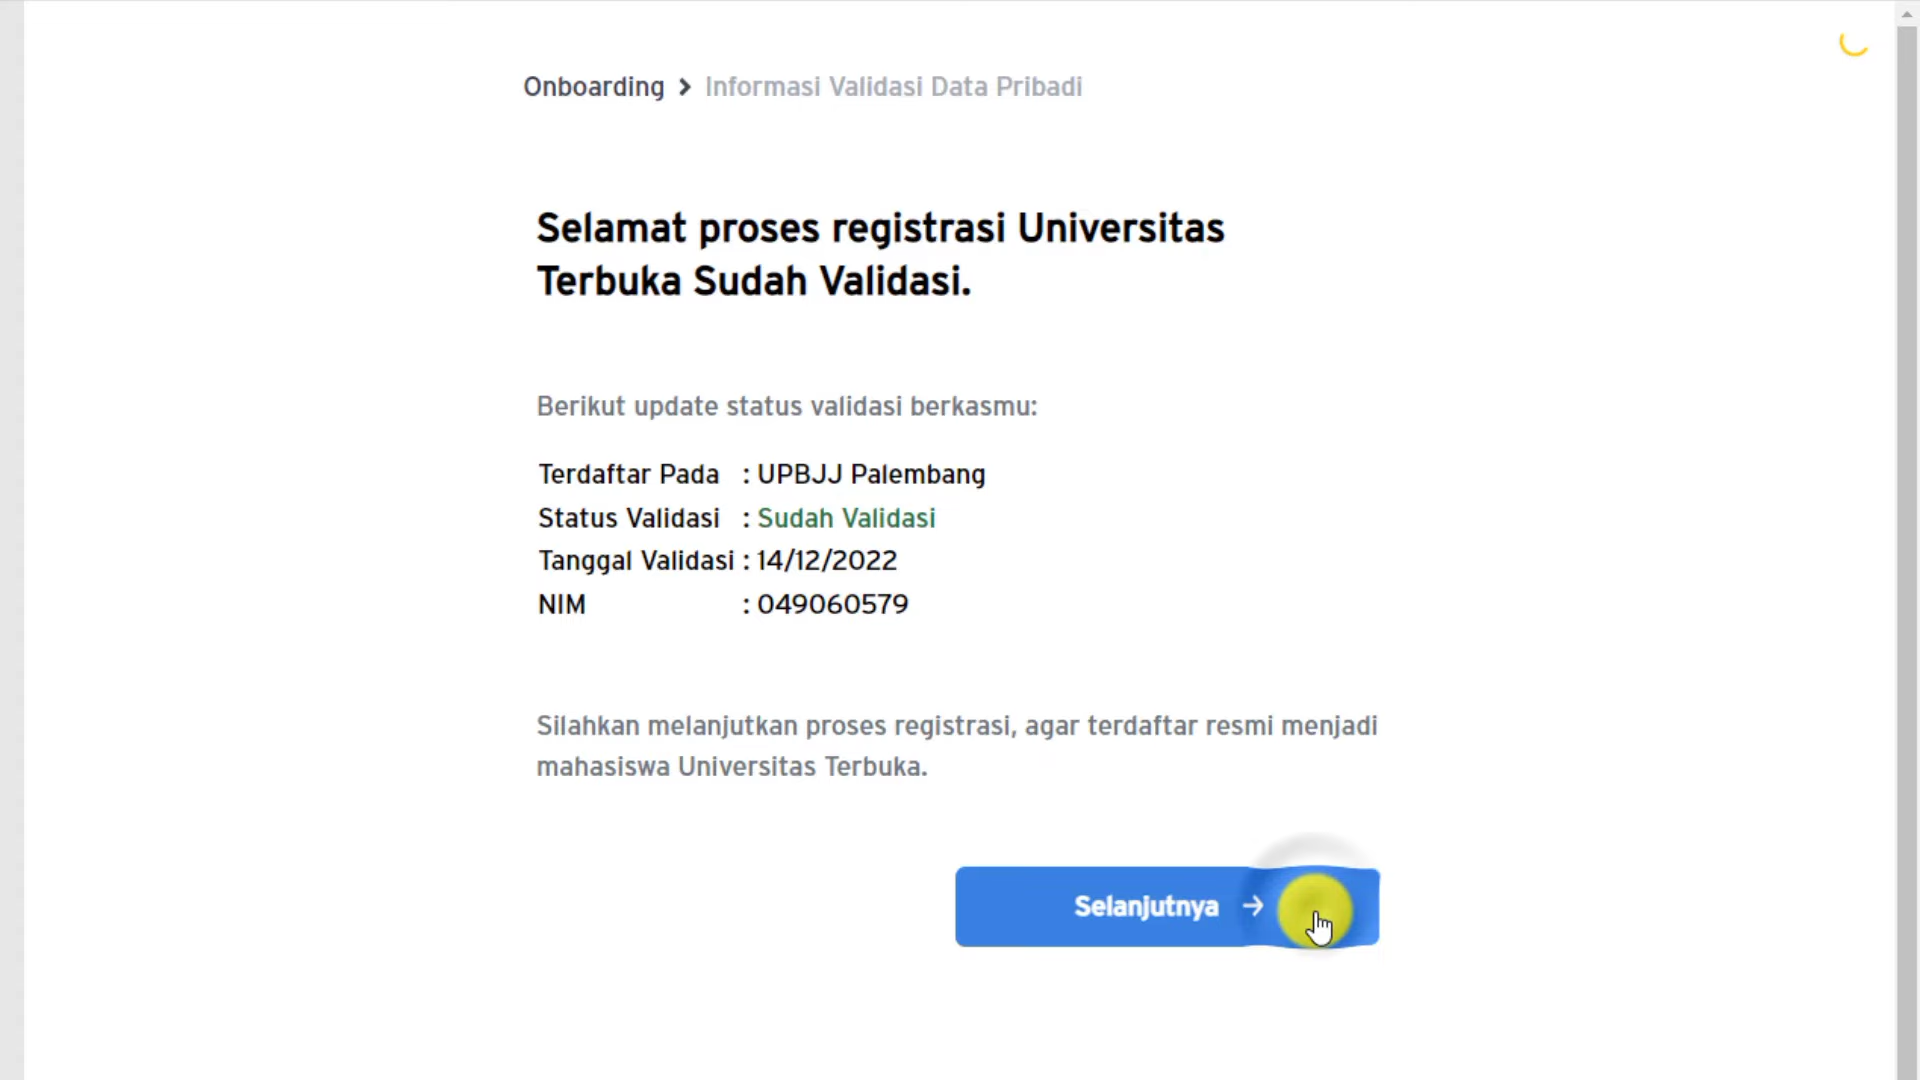 Onboarding > Informasi Validasi Data Pribadi
Selamat proses registrasi Universitas
Terbuka Sudah Validasi.
Berikut update status validasi berkasmu:
Terdaftar Pada : UPBJJ Palembang
Status Validasi : Sudah Validasi
Tanggal Validasi : 14/12/2022
NIM : 049060579
Silahkan melanjutkan proses registrasi, agar terdaftar resmi menjadi
mahasiswa Universitas Terbuka.
Selanjutnya →